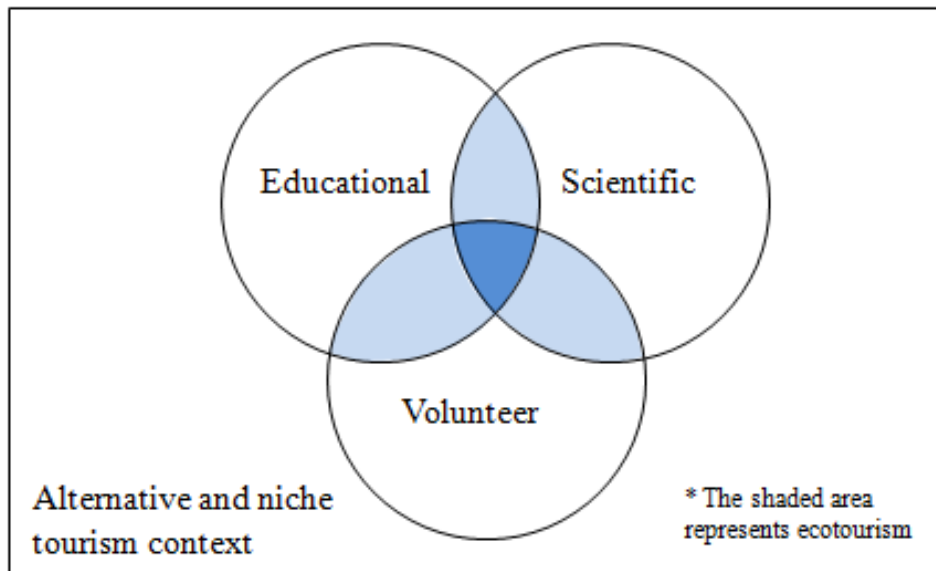 Educational
Scientific
Volunteer
Alternative and niche
tourism context
* The shaded area
represents ecotourism